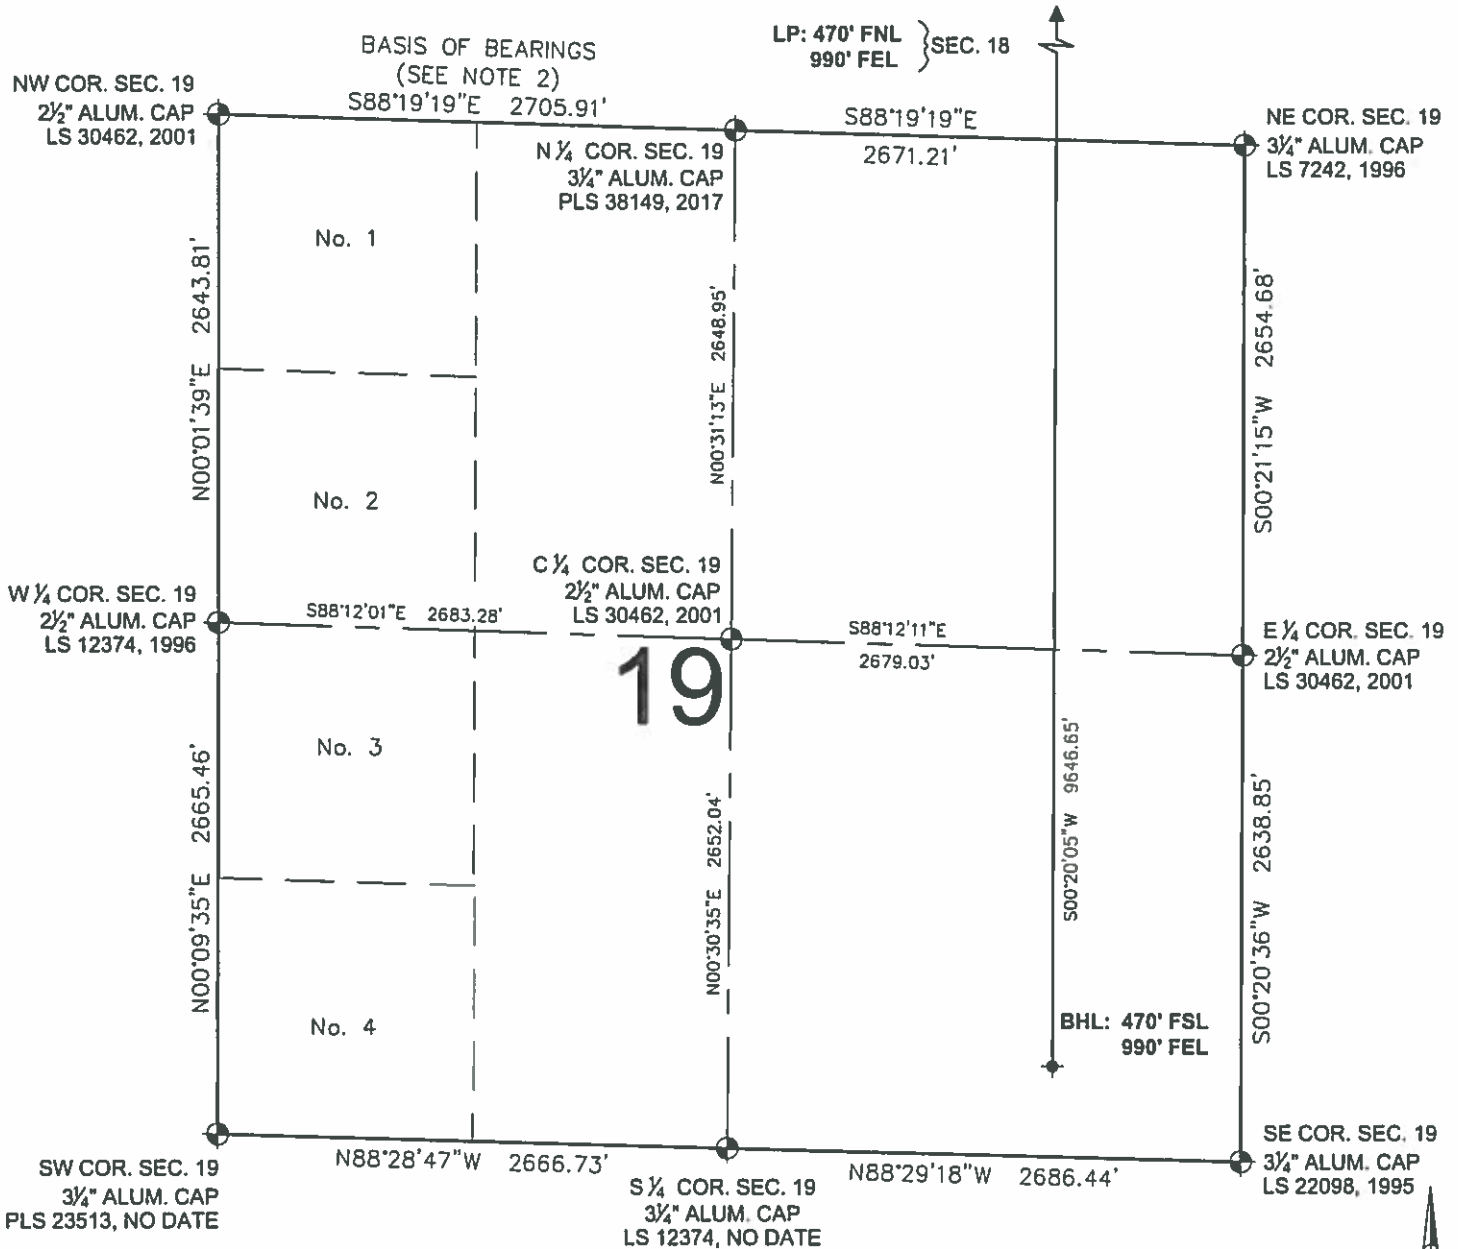 LP: 470' FNL
990' FEL
SEC. 18
BASIS OF BEARINGS
(SEE NOTE 2)
S88°19'19"E 2705.91'
NW COR. SEC. 19
2½" ALUM. CAP
LS 30462, 2001
S88°19'19"E
2671.21'
NE COR. SEC. 19
3¼" ALUM. CAP
LS 7242, 1996
N ¼ COR. SEC. 19
3¼" ALUM. CAP
PLS 38149, 2017
No. 1
N00°01'39"E 2643.81'
N00°31'13"E 2648.95'
S00°21'15"W 2654.68'
No. 2
C ¼ COR. SEC. 19
2½" ALUM. CAP
LS 30462, 2001
W ¼ COR. SEC. 19
2½" ALUM. CAP
LS 12374, 1996
S88°12'01"E 2683.28'
S88°12'11"E
2679.03'
E ¼ COR. SEC. 19
2½" ALUM. CAP
LS 30462, 2001
19
No. 3
N00°09'35"E 2665.46'
N00°30'35"E 2652.04'
S00°20'05"W 9646.65'
S00°20'36"W 2638.85'
No. 4
BHL: 470' FSL
990' FEL
SW COR. SEC. 19
3¼" ALUM. CAP
PLS 23513, NO DATE
N88°28'47"W 2666.73'
S ¼ COR. SEC. 19
3¼" ALUM. CAP
LS 12374, NO DATE
N88°29'18"W 2686.44'
SE COR. SEC. 19
3¼" ALUM. CAP
LS 22098, 1995